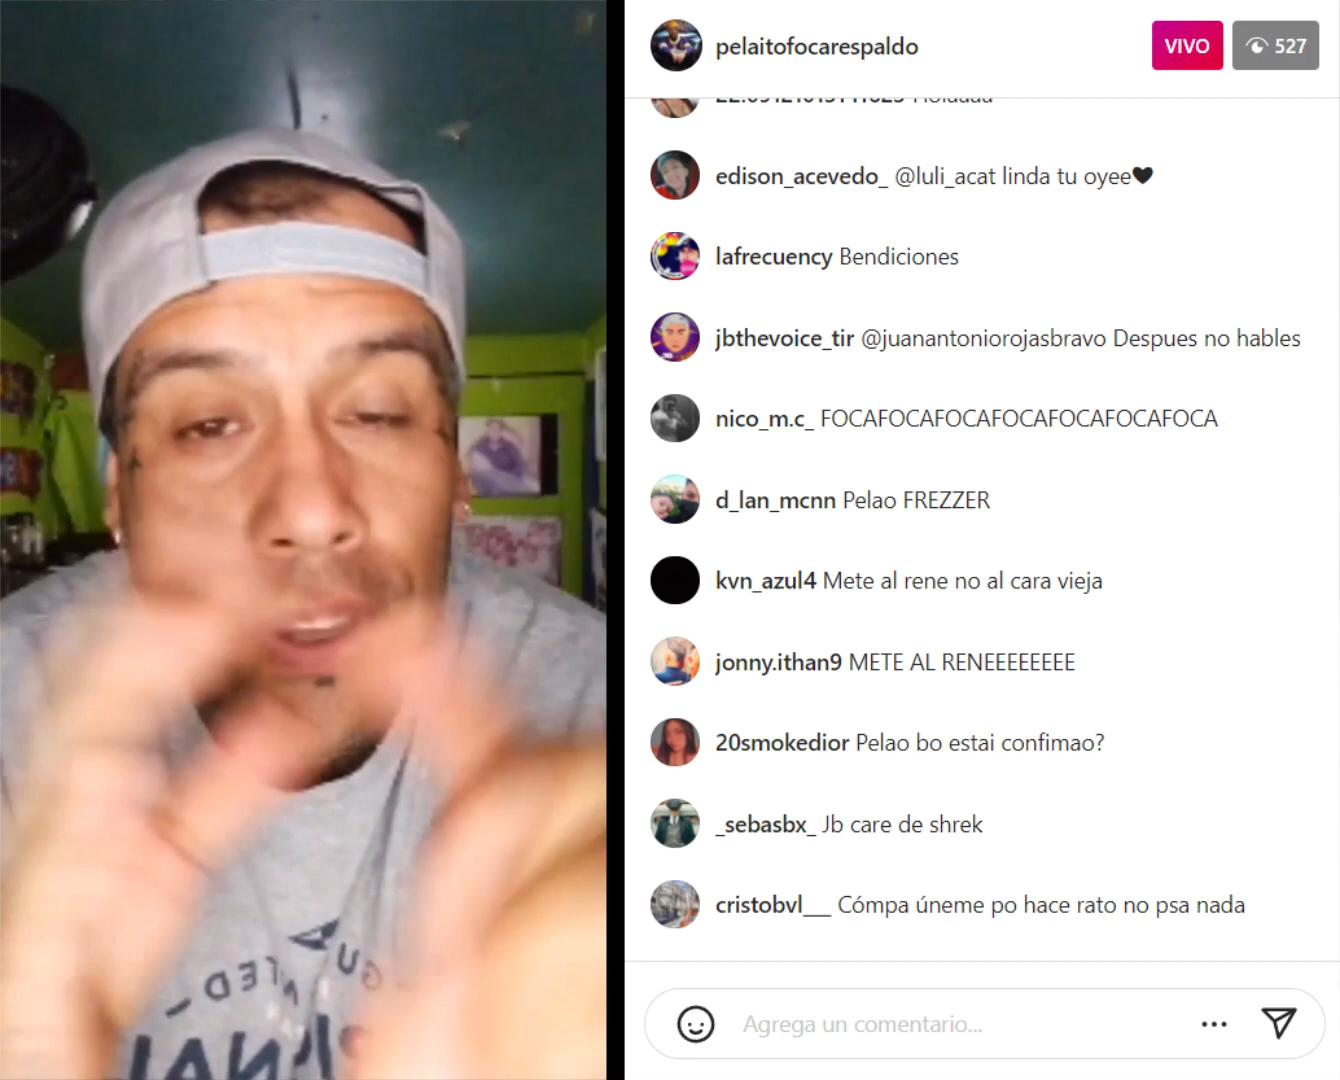 pelaitofocarespaldo
VIVO
527
edison_acevedo_ @luli_acat linda tu oyee🖤
lafrecuency Bendiciones
jbthevoice_tir @juanantoniorojasbravo Despues no hables
nico_m.c_ FOCAFOCAFOCAFOCAFOCAFOCAFOCA
d_lan_mcnn Pelao FREZZER
kvn_azul4 Mete al rene no al cara vieja
jonny.ithan9 METE AL RENEEEEEEEE
20smokedior Pelao bo estai confimao?
_sebasbx_ Jb care de shrek
cristobvl___ Cómpa úneme po hace rato no psa nada
Agrega un comentario...